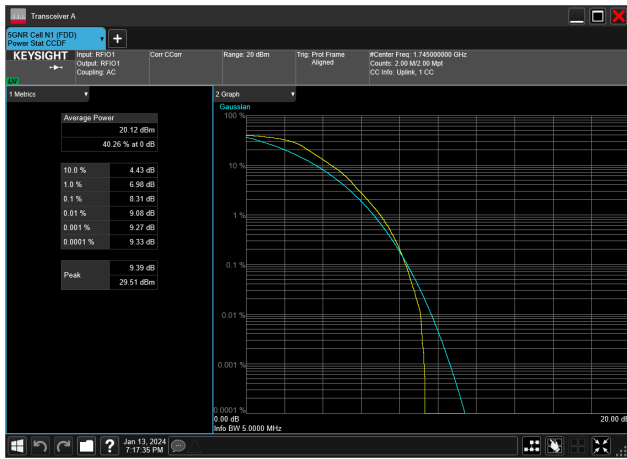 Transceiver A
5GNR Cell N1 (FDD)
Power Stat CCDF
+
KEYSIGHT
LXI
Input: RFIO1
Output: RFIO1
Coupling: AC
Corr CCorr
Range: 20 dBm
Trig: Prot Frame
Aligned
#Center Freq: 1.745000000 GHz
Counts: 2.00 M/2.00 Mpt
CC Info: Uplink, 1 CC
1 Metrics
Average Power
20.12 dBm
40.26 % at 0 dB
10.0 % 4.43 dB
1.0 % 6.98 dB
0.1 % 8.31 dB
0.01 % 9.08 dB
0.001 % 9.27 dB
0.0001 % 9.33 dB
Peak
9.39 dB
29.51 dBm
2 Graph
Gaussian
100 %
10 %
1 %
0.1 %
0.01 %
0.001 %
0.0001 %
0.00 dB 20.00 dB
Info BW 5.0000 MHz
?
Jan 13, 2024
7:17:35 PM